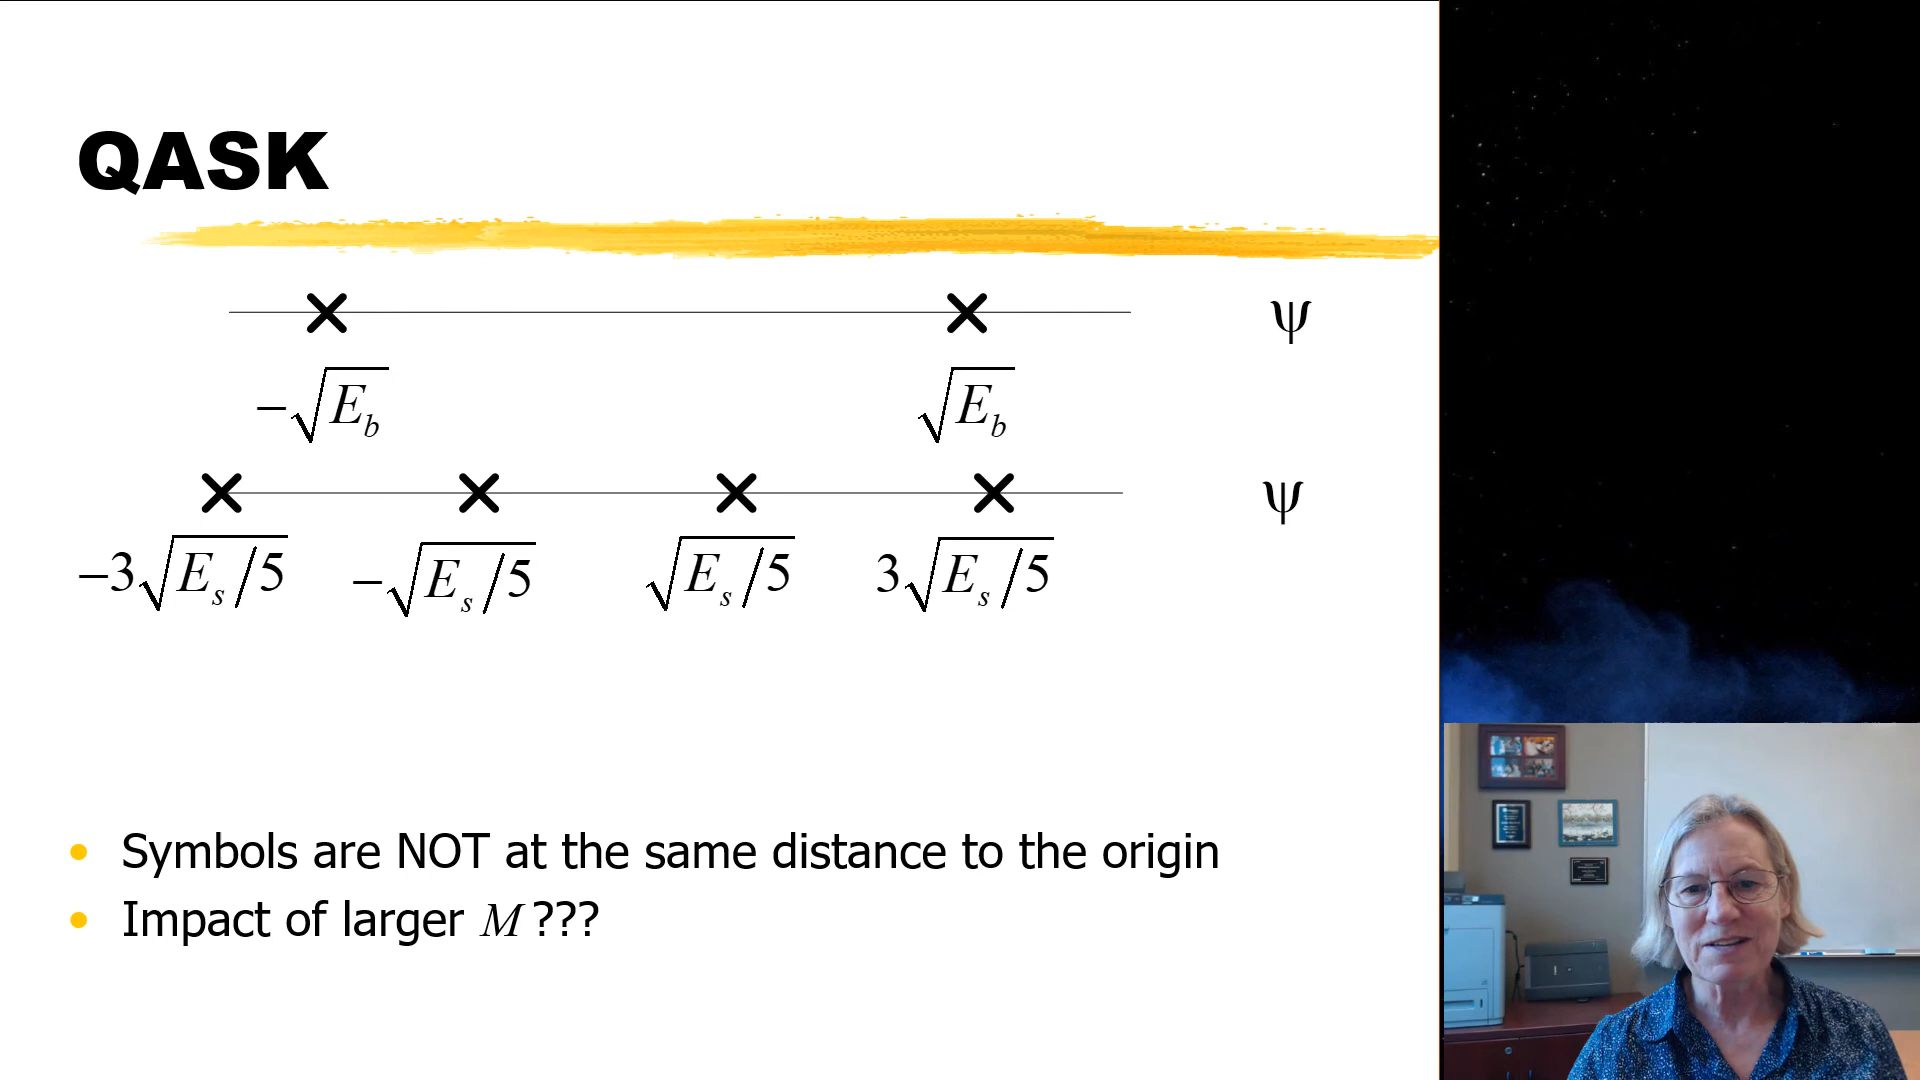 QASK
ψ
−√E_b √E_b
ψ
−3√E_s/5 −√E_s/5 √E_s/5 3√E_s/5
• Symbols are NOT at the same distance to the origin
• Impact of larger M ???